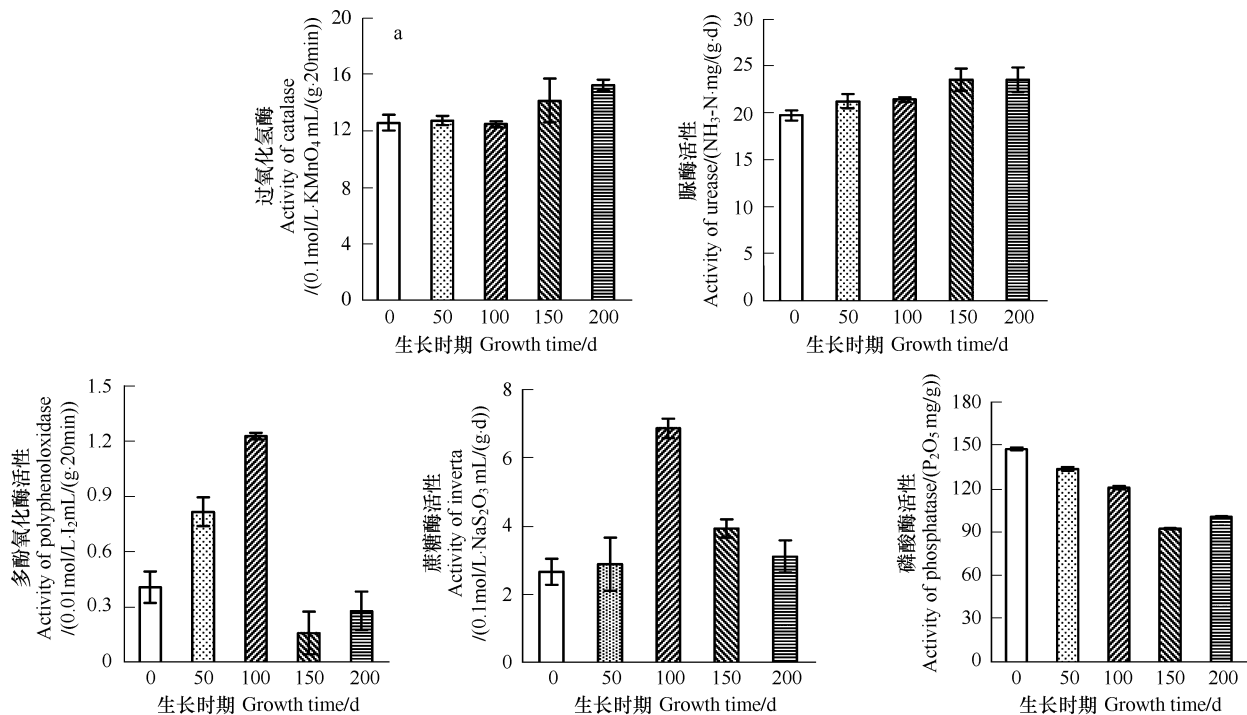 过氧化氢酶
Activity of catalase
/(0.1mol/L·KMnO₄ mL/(g·20min)
20
16
12
8
4
0
a
0 50 100 150 200
生长时期 Growth time/d
脲酶活性
Activity of urease/(NH₃-N·mg/(g·d))
30
25
20
15
10
5
0
0 50 100 150 200
生长时期 Growth time/d
多酚氧化酶活性
Activity of polyphenoloxidase
/(0.01mol/L·I₂mL/(g·20min))
1.5
1.2
0.9
0.6
0.3
0
0 50 100 150 200
生长时期 Growth time/d
蔗糖酶活性
Activity of inverta
/(0.1mol/L·NaS₂O₃ mL/(g·d))
8
6
4
2
0
0 50 100 150 200
生长时期 Growth time/d
磷酸酶活性
Activity of phosphatase/(P₂O₅ mg/g))
180
150
120
90
60
30
0
0 50 100 150 200
生长时期 Growth time/d